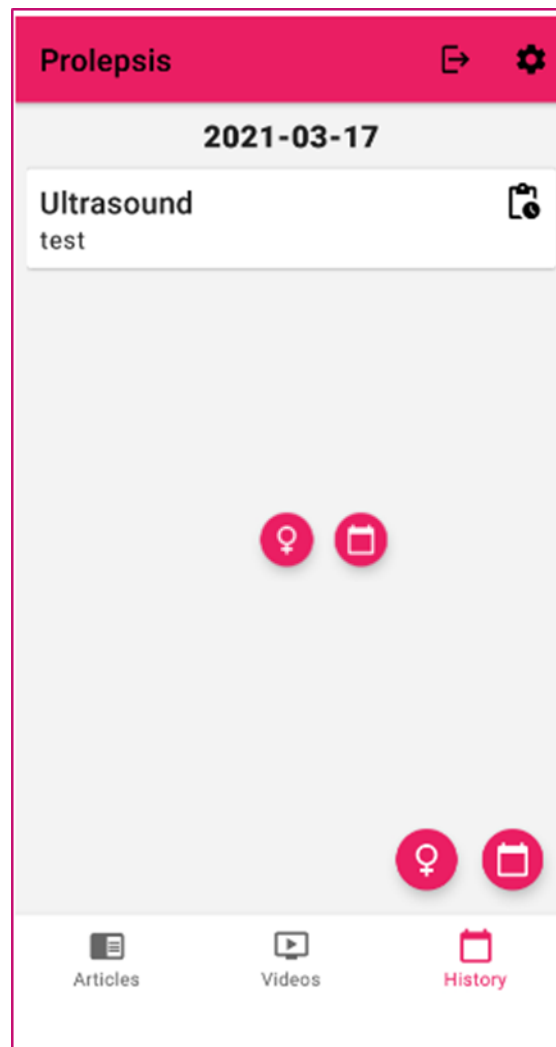 Prolepsis
2021-03-17
Ultrasound
test
Articles
Videos
History